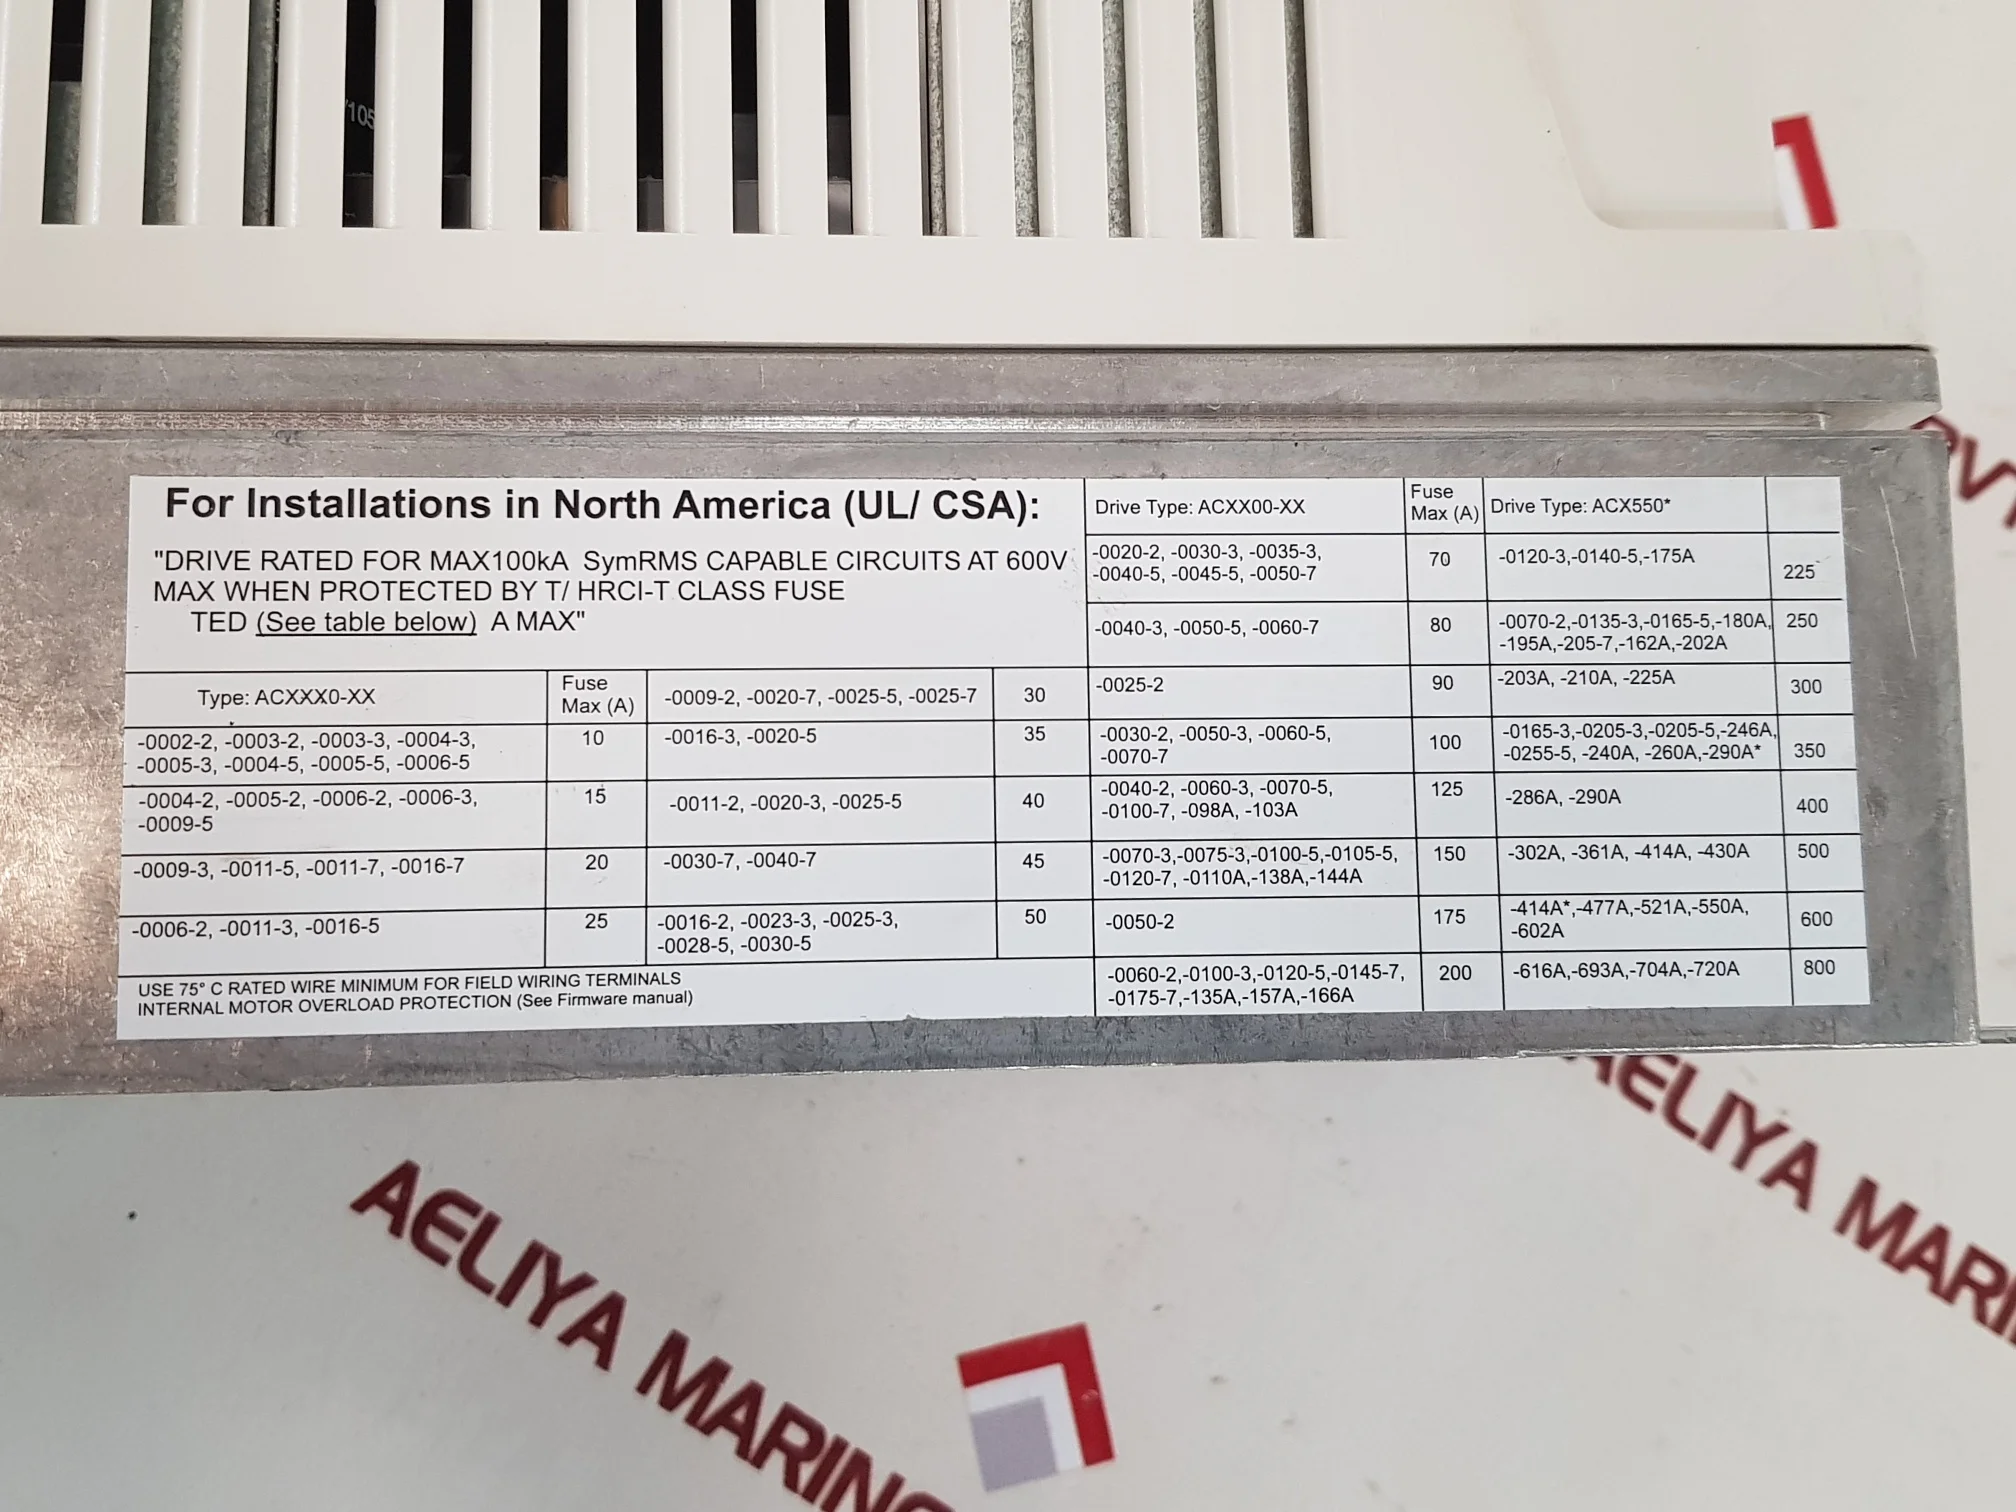 /105
For Installations in North America (UL/ CSA):
"DRIVE RATED FOR MAX100kA SymRMS CAPABLE CIRCUITS AT 600V
MAX WHEN PROTECTED BY T/ HRCI-T CLASS FUSE
TED (See table below) A MAX"
Type: ACXXX0-XX
Fuse
Max (A)
-0009-2, -0020-7, -0025-5, -0025-7
30
-0002-2, -0003-2, -0003-3, -0004-3,
-0005-3, -0004-5, -0005-5, -0006-5
10
-0016-3, -0020-5
35
-0004-2, -0005-2, -0006-2, -0006-3,
-0009-5
15
-0011-2, -0020-3, -0025-5
40
-0009-3, -0011-5, -0011-7, -0016-7
20
-0030-7, -0040-7
45
-0006-2, -0011-3, -0016-5
25
-0016-2, -0023-3, -0025-3,
-0028-5, -0030-5
50
USE 75° C RATED WIRE MINIMUM FOR FIELD WIRING TERMINALS
INTERNAL MOTOR OVERLOAD PROTECTION (See Firmware manual)
Drive Type: ACXX00-XX
Fuse
Max (A)
Drive Type: ACX550*
-0020-2, -0030-3, -0035-3,
-0040-5, -0045-5, -0050-7
70
-0120-3,-0140-5,-175A
225
-0040-3, -0050-5, -0060-7
80
-0070-2,-0135-3,-0165-5,-180A,
-195A,-205-7,-162A,-202A
250
-0025-2
90
-203A, -210A, -225A
300
-0030-2, -0050-3, -0060-5,
-0070-7
100
-0165-3,-0205-3,-0205-5,-246A,
-0255-5, -240A, -260A,-290A*
350
-0040-2, -0060-3, -0070-5,
-0100-7, -098A, -103A
125
-286A, -290A
400
-0070-3,-0075-3,-0100-5,-0105-5,
-0120-7, -0110A,-138A,-144A
150
-302A, -361A, -414A, -430A
500
-0050-2
175
-414A*,-477A,-521A,-550A,
-602A
600
-0060-2,-0100-3,-0120-5,-0145-7,
-0175-7,-135A,-157A,-166A
200
-616A,-693A,-704A,-720A
800
AELIYA MARINE
AELIYA MARINE